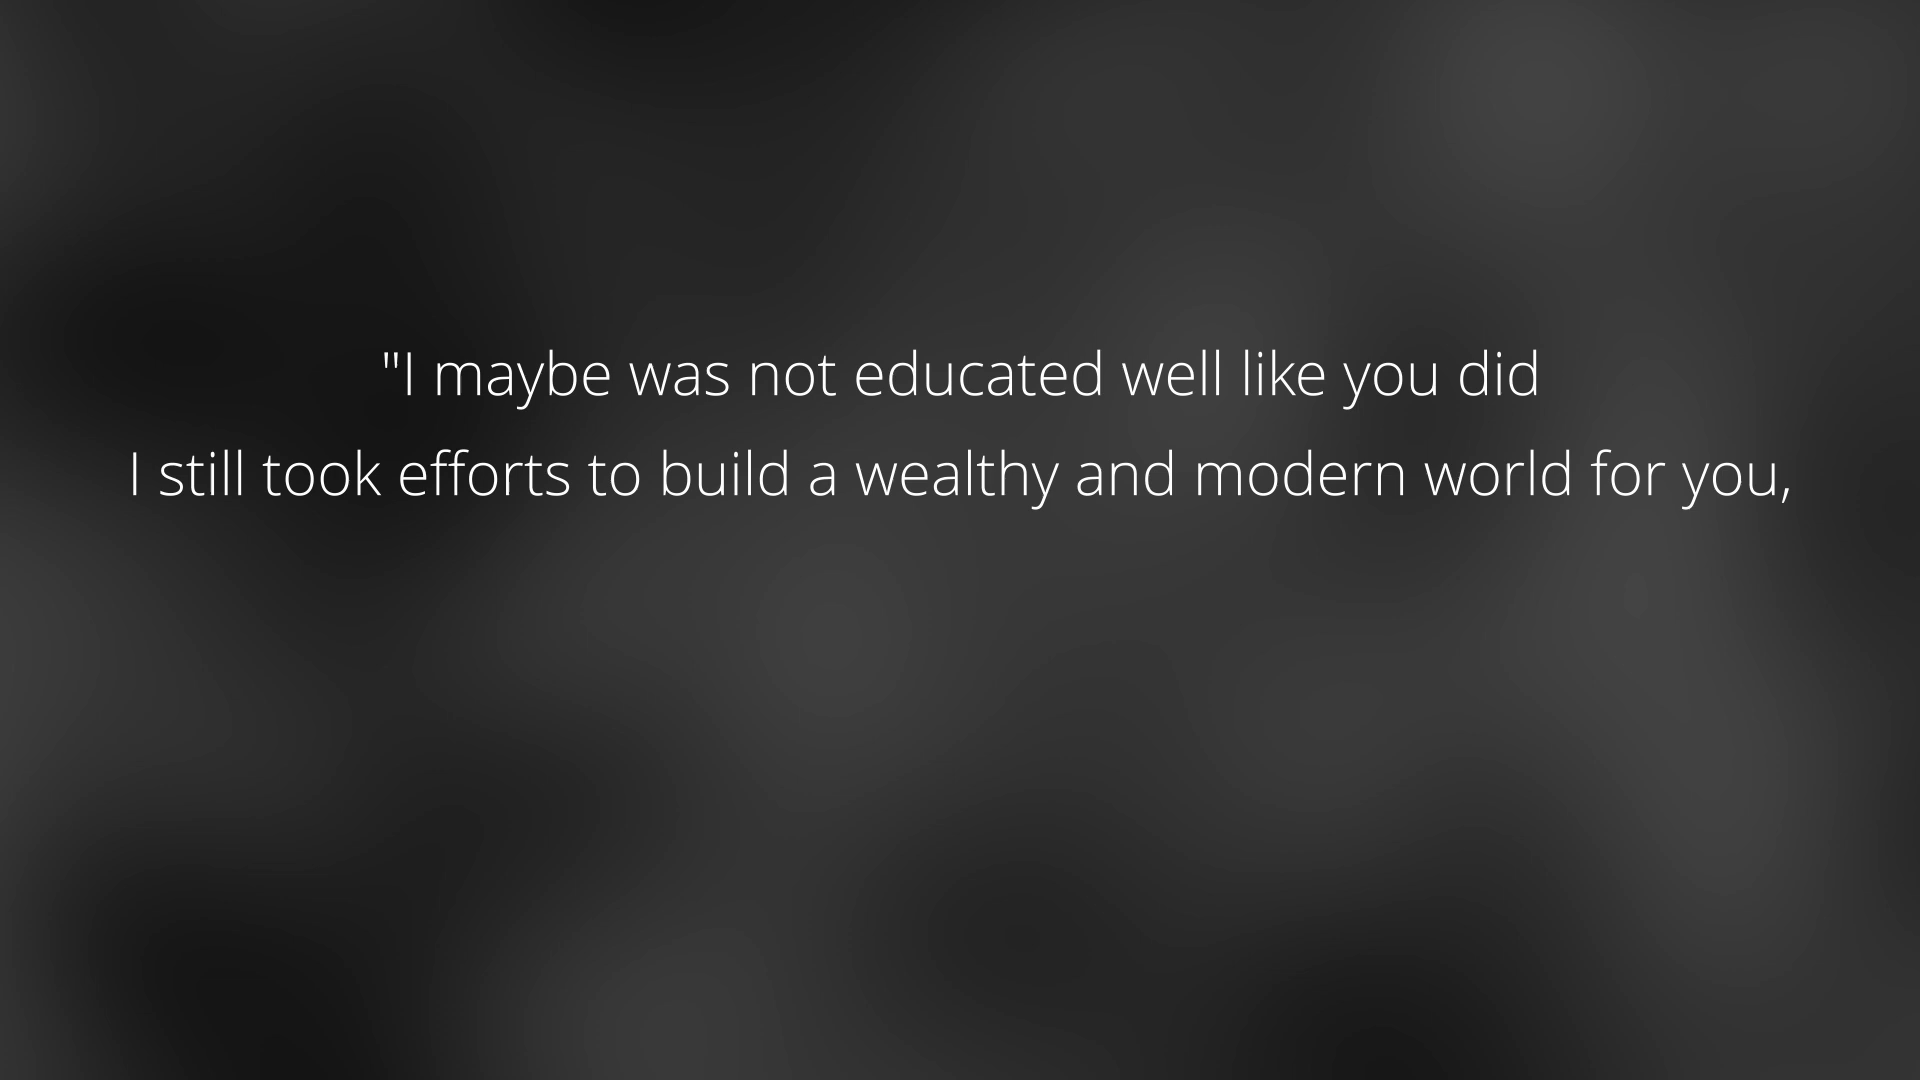 "I maybe was not educated well like you did
I still took efforts to build a wealthy and modern world for you,